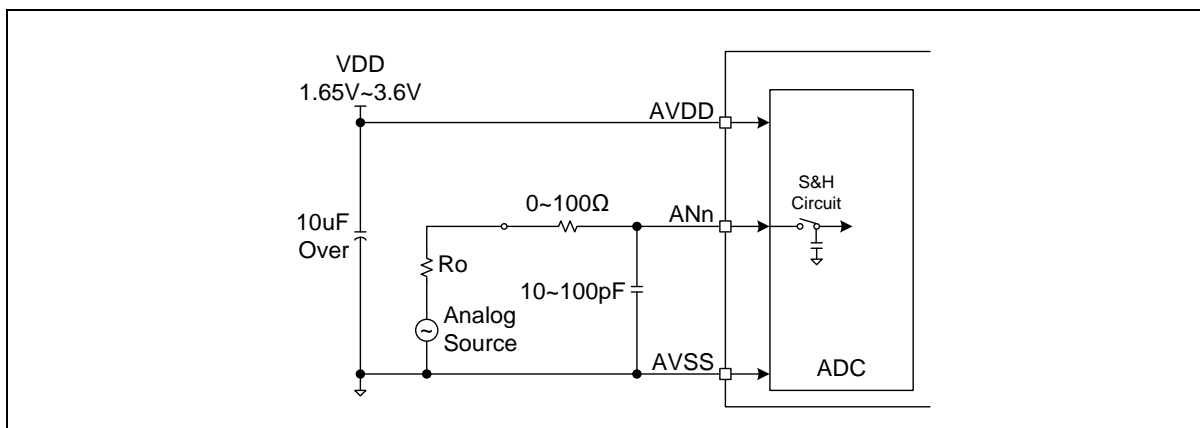 VDD
1.65V~3.6V
AVDD
S&H
Circuit
0~100Ω
ANn
10uF
Over
Ro
10~100pF
Analog
Source
~
AVSS
ADC